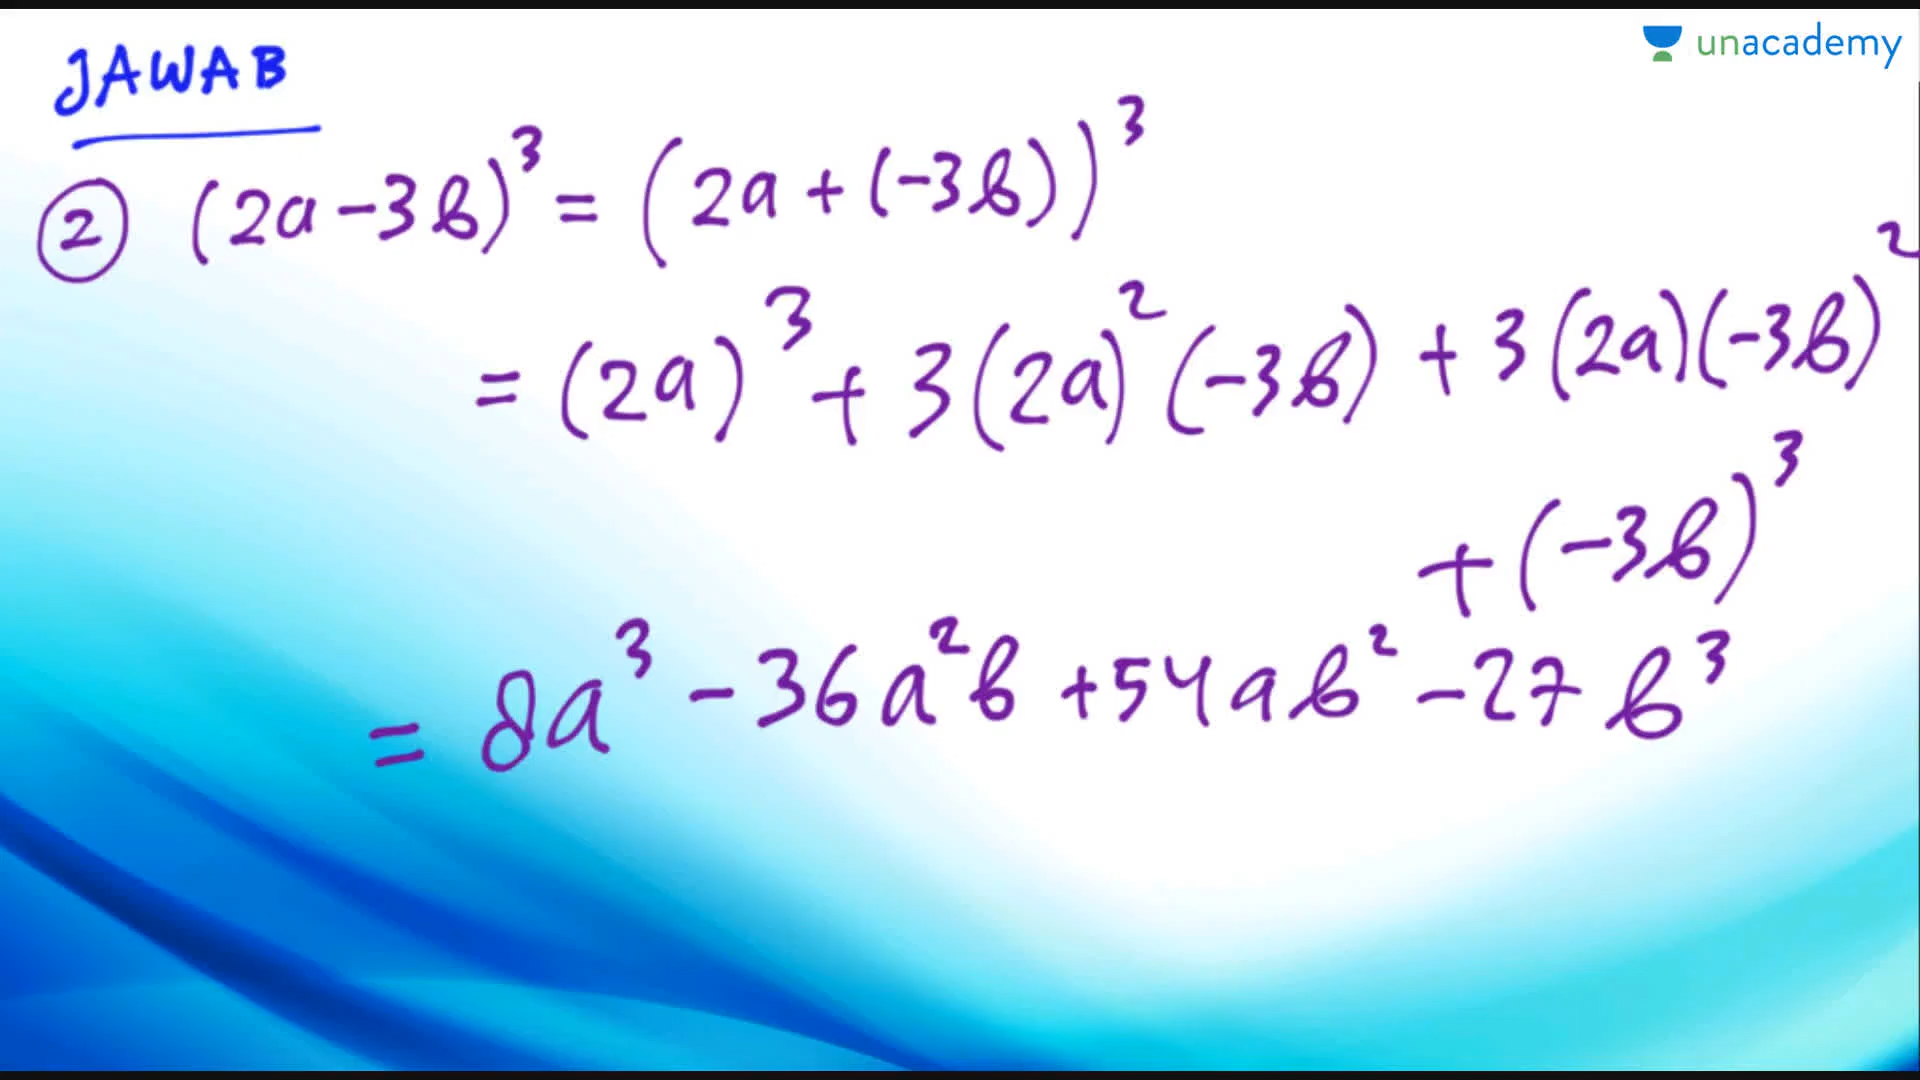 unacademy
JAWAB
② (2a-3b)³ = (2a+(-3b))³
= (2a)³ + 3(2a)²(-3b) + 3(2a)(-3b)²
+ (-3b)³
= 8a³ - 36a²b + 54ab² - 27b³